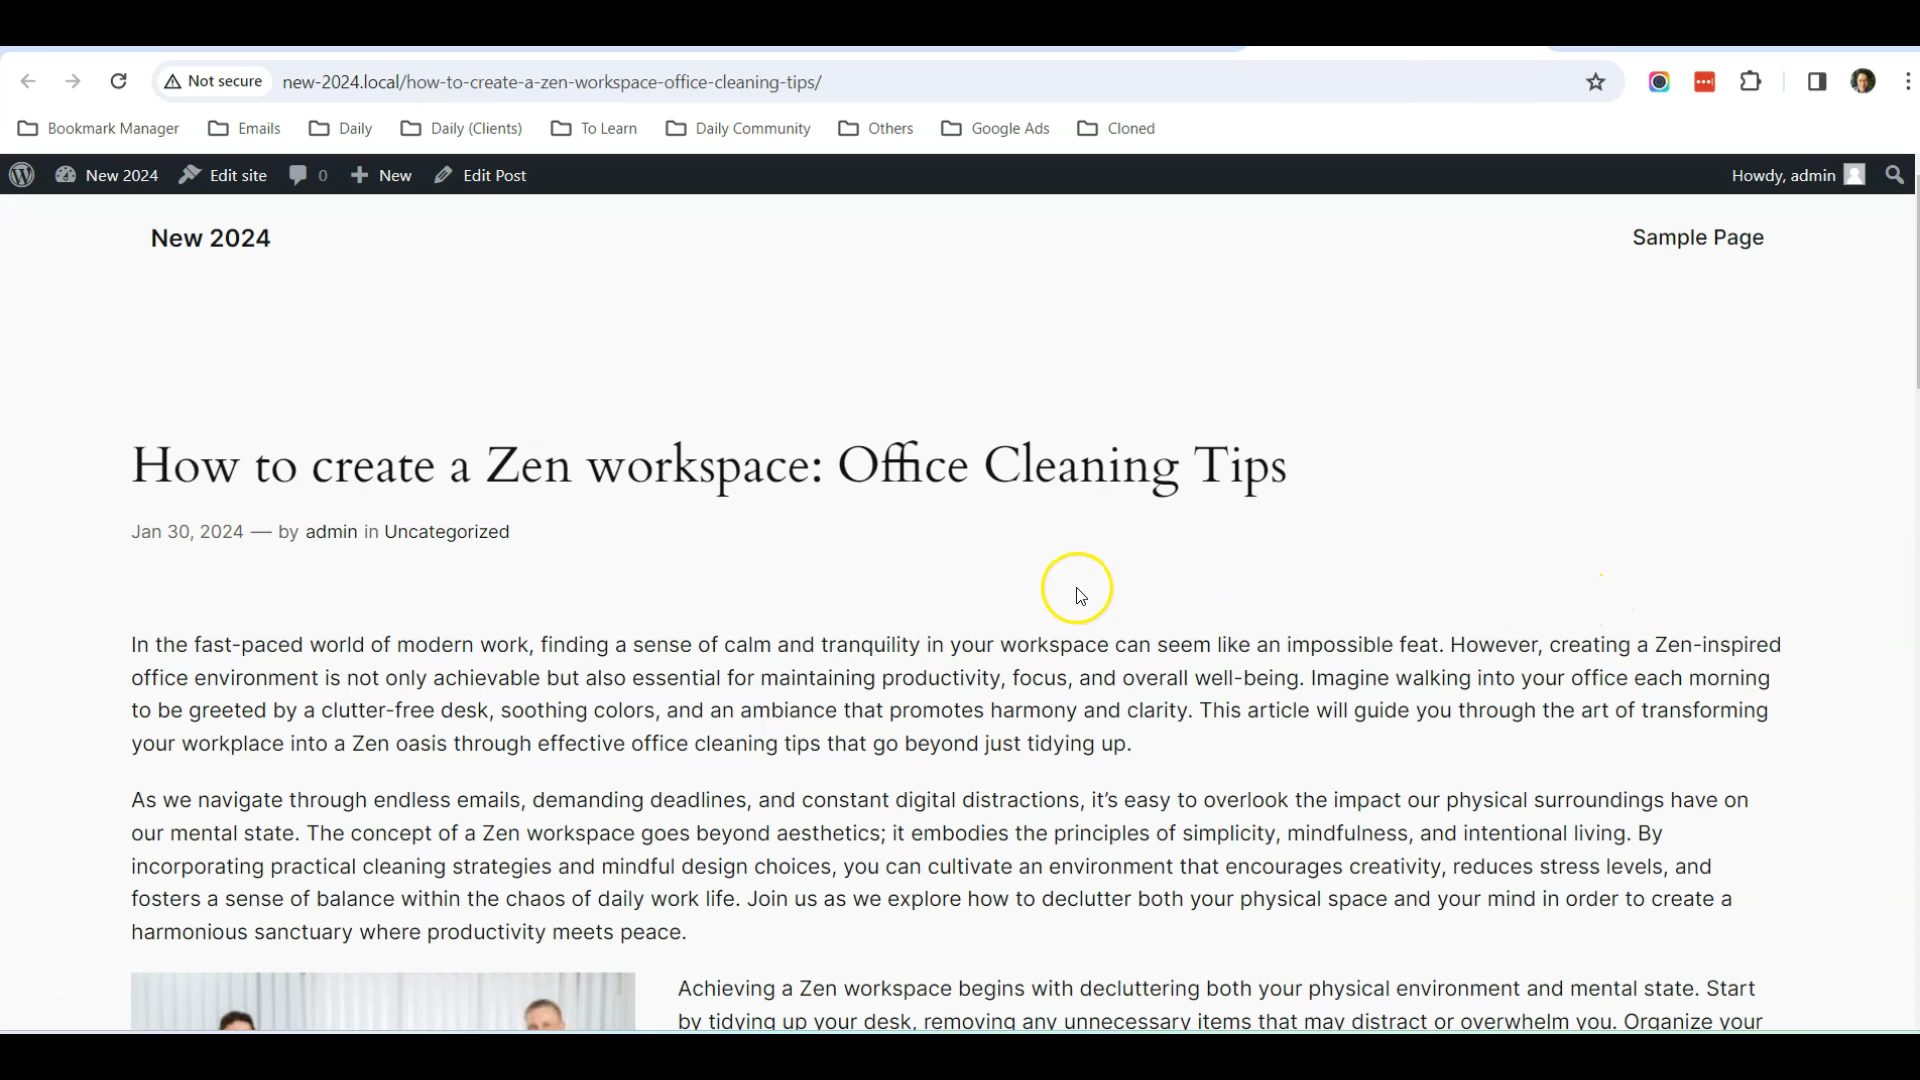 Not secure new-2024.local/how-to-create-a-zen-workspace-office-cleaning-tips/
Bookmark Manager Emails Daily Daily (Clients) To Learn Daily Community Others Google Ads Cloned
New 2024 Edit site 0 New Edit Post Howdy, admin
New 2024 Sample Page
How to create a Zen workspace: Office Cleaning Tips
Jan 30, 2024 — by admin in Uncategorized
In the fast-paced world of modern work, finding a sense of calm and tranquility in your workspace can seem like an impossible feat. However, creating a Zen-inspired
office environment is not only achievable but also essential for maintaining productivity, focus, and overall well-being. Imagine walking into your office each morning
to be greeted by a clutter-free desk, soothing colors, and an ambiance that promotes harmony and clarity. This article will guide you through the art of transforming
your workplace into a Zen oasis through effective office cleaning tips that go beyond just tidying up.
As we navigate through endless emails, demanding deadlines, and constant digital distractions, it’s easy to overlook the impact our physical surroundings have on
our mental state. The concept of a Zen workspace goes beyond aesthetics; it embodies the principles of simplicity, mindfulness, and intentional living. By
incorporating practical cleaning strategies and mindful design choices, you can cultivate an environment that encourages creativity, reduces stress levels, and
fosters a sense of balance within the chaos of daily work life. Join us as we explore how to declutter both your physical space and your mind in order to create a
harmonious sanctuary where productivity meets peace.
Achieving a Zen workspace begins with decluttering both your physical environment and mental state. Start
by tidying up your desk, removing any unnecessary items that may distract or overwhelm you. Organize your